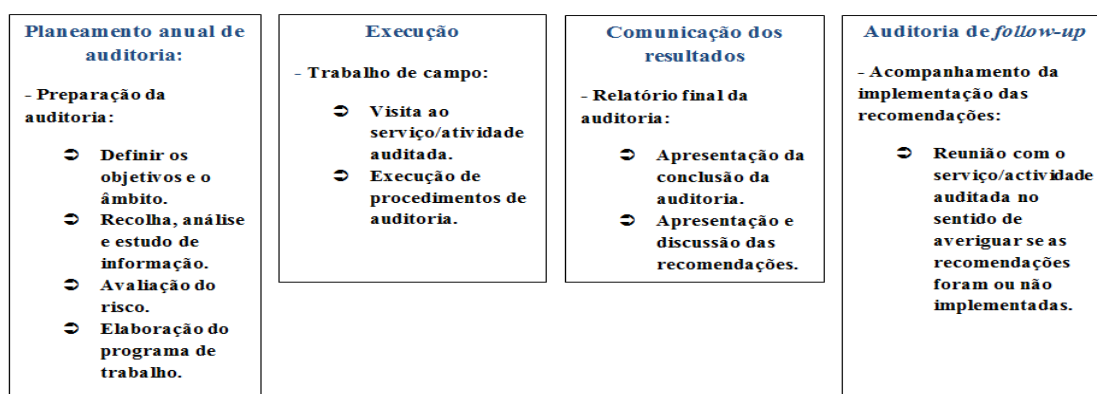 Planeamento anual de
auditoria:
- Preparação da
auditoria:
➲ Definir os
objetivos e o
âmbito.
➲ Recolha, análise
e estudo de
informação.
➲ Avaliação do
risco.
➲ Elaboração do
programa de
trabalho.
Execução
- Trabalho de campo:
➲ Visita ao
serviço/atividade
auditada.
➲ Execução de
procedimentos de
auditoria.
Comunicação dos
resultados
- Relatório final da
auditoria:
➲ Apresentação da
conclusão da
auditoria.
➲ Apresentação e
discussão das
recomendações.
Auditoria de follow-up
- Acompanhamento da
implementação das
recomendações:
➲ Reunião com o
serviço/actividade
auditada no
sentido de
averiguar se as
recomendações
foram ou não
implementadas.